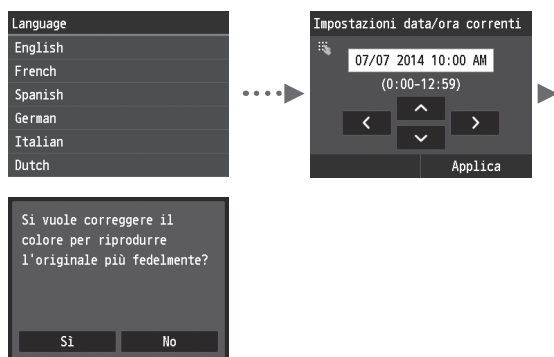 Language
English
French
Spanish
German
Italian
Dutch
Impostazioni data/ora correnti
07/07 2014 10:00 AM
(0:00-12:59)
Applica
Si vuole correggere il
colore per riprodurre
l'originale più fedelmente?
Sì
No